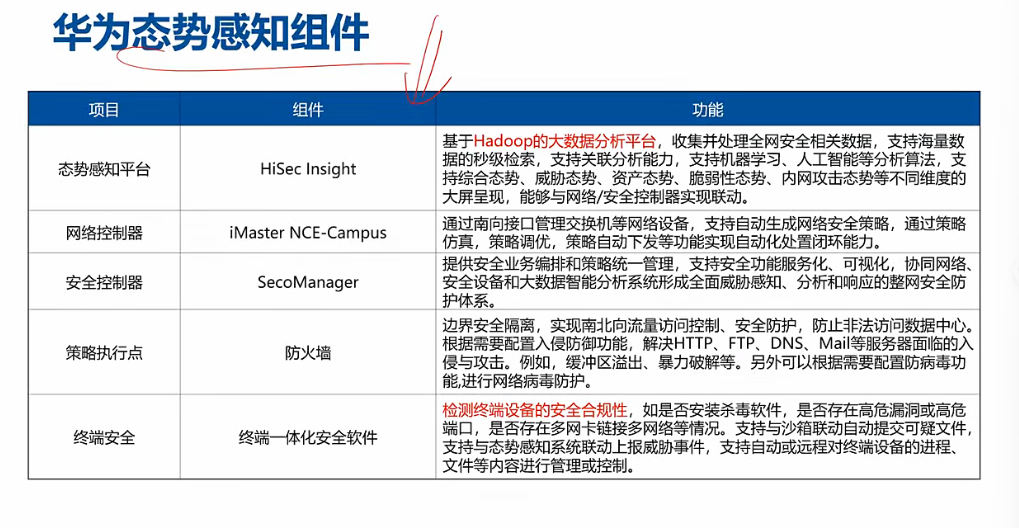 华为态势感知组件
项目
组件
功能
态势感知平台
HiSec Insight
基于Hadoop的大数据分析平台，收集并处理全网安全相关数据，支持海量数
据的秒级检索，支持关联分析能力，支持机器学习、人工智能等分析算法，支
持综合态势、威胁态势、资产态势、脆弱性态势、内网攻击态势等不同维度的
大屏呈现，能够与网络/安全控制器实现联动。
网络控制器
iMaster NCE-Campus
通过南向接口管理交换机等网络设备，支持自动生成网络安全策略，通过策略
仿真，策略调优，策略自动下发等功能实现自动化处置闭环能力。
安全控制器
SecoManager
提供安全业务编排和策略统一管理，支持安全功能服务化、可视化，协同网络、
安全设备和大数据智能分析系统形成全面威胁感知、分析和响应的整网安全防
护体系。
策略执行点
防火墙
边界安全隔离，实现南北向流量访问控制、安全防护，防止非法访问数据中心。
根据需要配置入侵防御功能，解决HTTP、FTP、DNS、Mail等服务器面临的入
侵与攻击。例如，缓冲区溢出、暴力破解等。另外可以根据需要配置防病毒功
能,进行网络病毒防护。
终端安全
终端一体化安全软件
检测终端设备的安全合规性，如是否安装杀毒软件，是否存在高危漏洞或高危
端口，是否存在多网卡链接多网络等情况。支持与沙箱联动自动提交可疑文件，
支持与态势感知系统联动上报威胁事件，支持自动或远程对终端设备的进程、
文件等内容进行管理或控制。